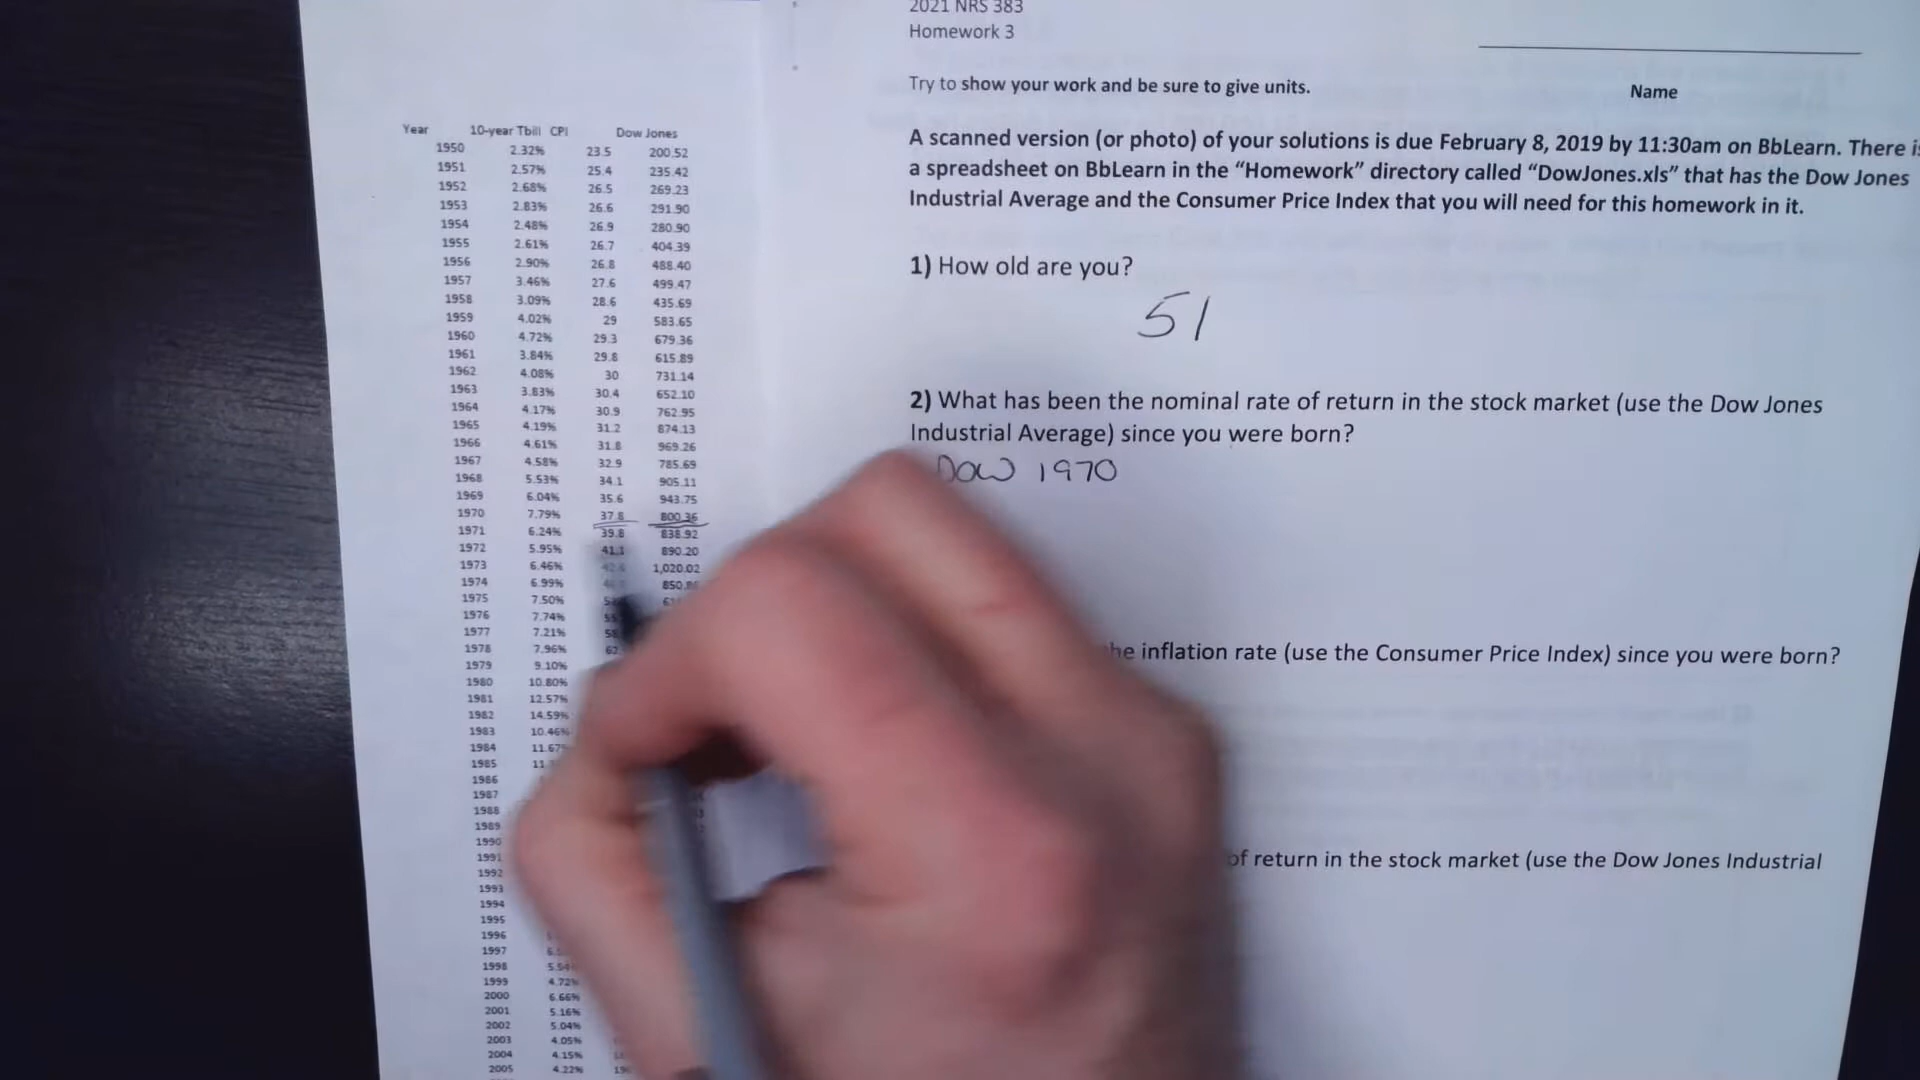 2021 NRS 383
Homework 3
Try to show your work and be sure to give units.
Name
A scanned version (or photo) of your solutions is due February 8, 2019 by 11:30am on BbLearn. There is
a spreadsheet on BbLearn in the “Homework” directory called “DowJones.xls” that has the Dow Jones
Industrial Average and the Consumer Price Index that you will need for this homework in it.
1) How old are you?
51
2) What has been the nominal rate of return in the stock market (use the Dow Jones
Industrial Average) since you were born?
Dow 1970
he inflation rate (use the Consumer Price Index) since you were born?
of return in the stock market (use the Dow Jones Industrial
Year 10-year Tbill CPI Dow Jones
1950 2.32% 23.5 200.52
1951 2.57% 25.4 235.42
1952 2.68% 26.5 269.23
1953 2.83% 26.6 291.90
1954 2.48% 26.9 280.90
1955 2.61% 26.7 404.39
1956 2.90% 26.8 488.40
1957 3.46% 27.6 499.47
1958 3.09% 28.6 435.69
1959 4.02% 29 583.65
1960 4.72% 29.3 679.36
1961 3.84% 29.8 615.89
1962 4.08% 30 731.14
1963 3.83% 30.4 652.10
1964 4.17% 30.9 762.95
1965 4.19% 31.2 874.13
1966 4.61% 31.8 969.26
1967 4.58% 32.9 785.69
1968 5.53% 34.1 905.11
1969 6.04% 35.6 943.75
1970 7.79% 37.8 800.36
1971 6.24% 39.8 838.92
1972 5.95% 41.1 890.20
1973 6.46% 1,020.02
1974 6.99%
1975 7.50%
1976 7.74%
1977 7.21%
1978 7.96%
1979 9.10%
1980 10.80%
1981 12.57%
1982 14.59%
1983 10.46%
1984 11.67%
1985
1986
1987
1988
1989
1990
1991
1992
1993
1994
1995
1996
1997
1998 5.54%
1999 4.72%
2000 6.66%
2001 5.16%
2002 5.04%
2003 4.05%
2004 4.15%
2005 4.22%